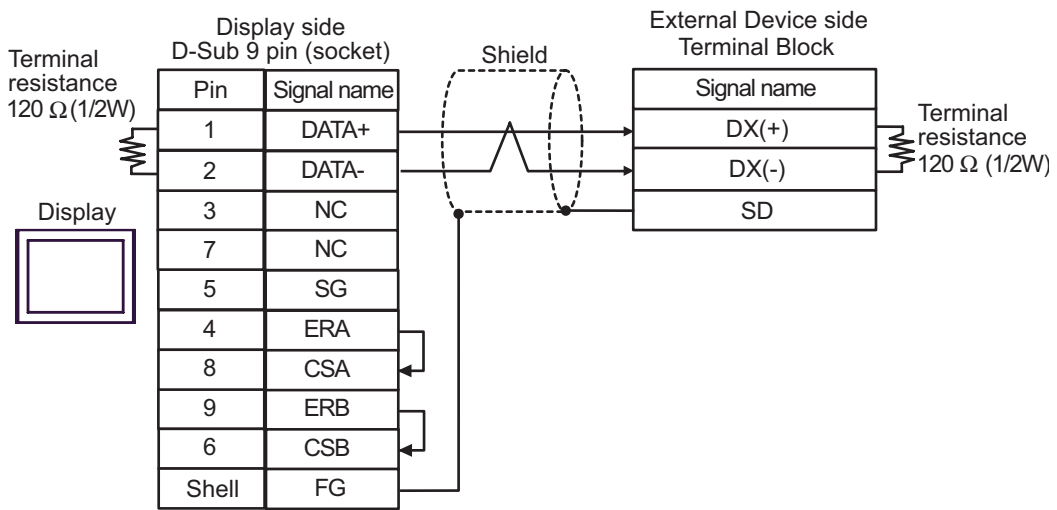 Display side
D-Sub 9 pin (socket)
Terminal
resistance
120 Ω (1/2W)
Shield
External Device side
Terminal Block
Pin Signal name
1 DATA+
2 DATA-
3 NC
7 NC
5 SG
4 ERA
8 CSA
9 ERB
6 CSB
Shell FG
Display
Signal name
DX(+)
DX(-)
SD
Terminal
resistance
120 Ω (1/2W)